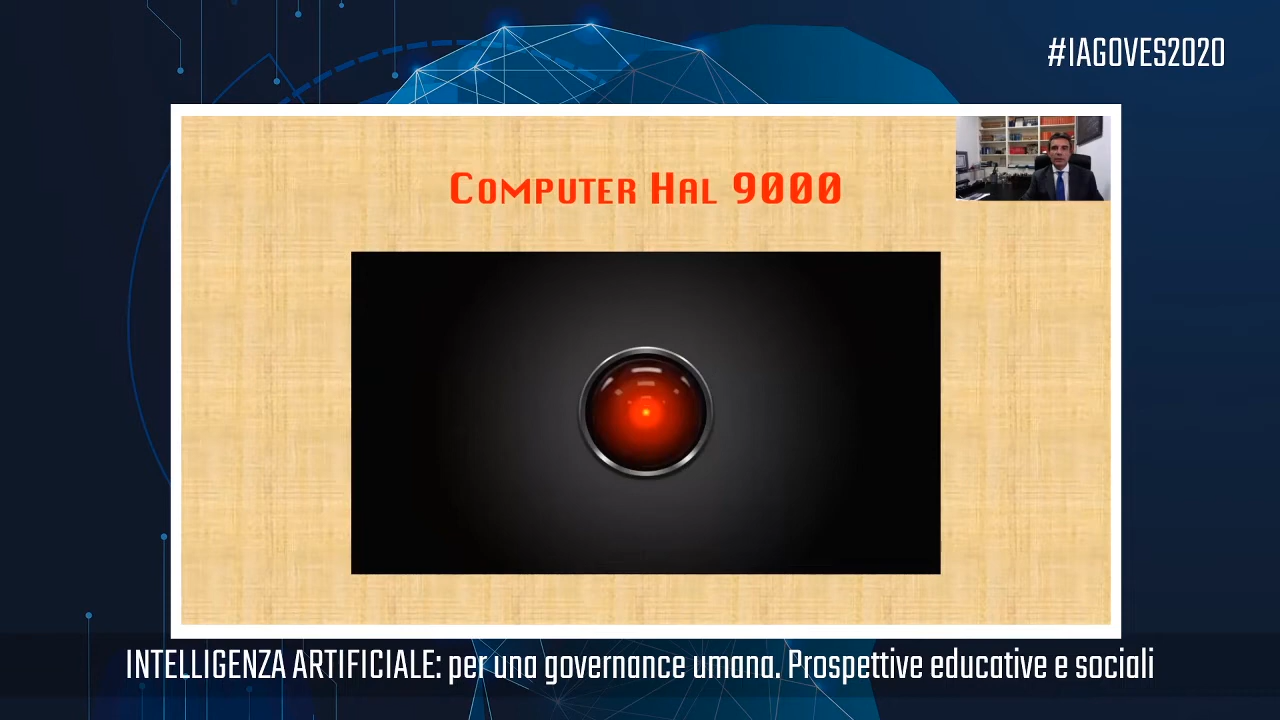 #IAGOVES2020
COMPUTER HAL 9000
INTELLIGENZA ARTIFICIALE: per una governance umana. Prospettive educative e sociali